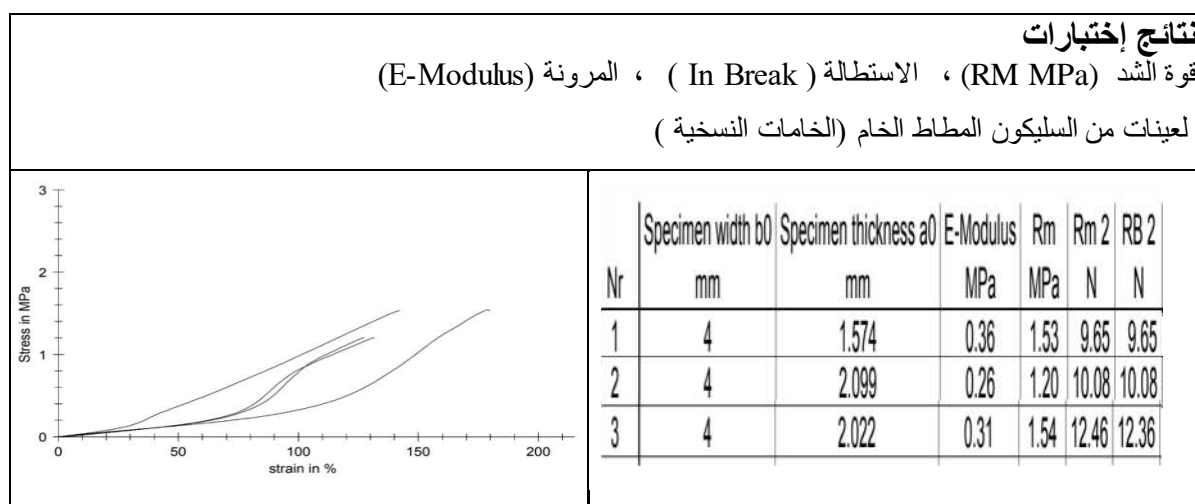 نتائج إختبارات
قوة الشد (RM MPa) ، الاستطالة ( In Break ) ، المرونة (E-Modulus)
لعينات من السليكون المطاط الخام (الخامات النسخية )
3
2
1
0
Stress in MPa
0 50 100 150 200
strain in %
Specimen width b0 Specimen thickness a0 E-Modulus Rm Rm 2 RB 2
Nr mm mm MPa MPa N N
1 4 1.574 0.36 1.53 9.65 9.65
2 4 2.099 0.26 1.20 10.08 10.08
3 4 2.022 0.31 1.54 12.46 12.36